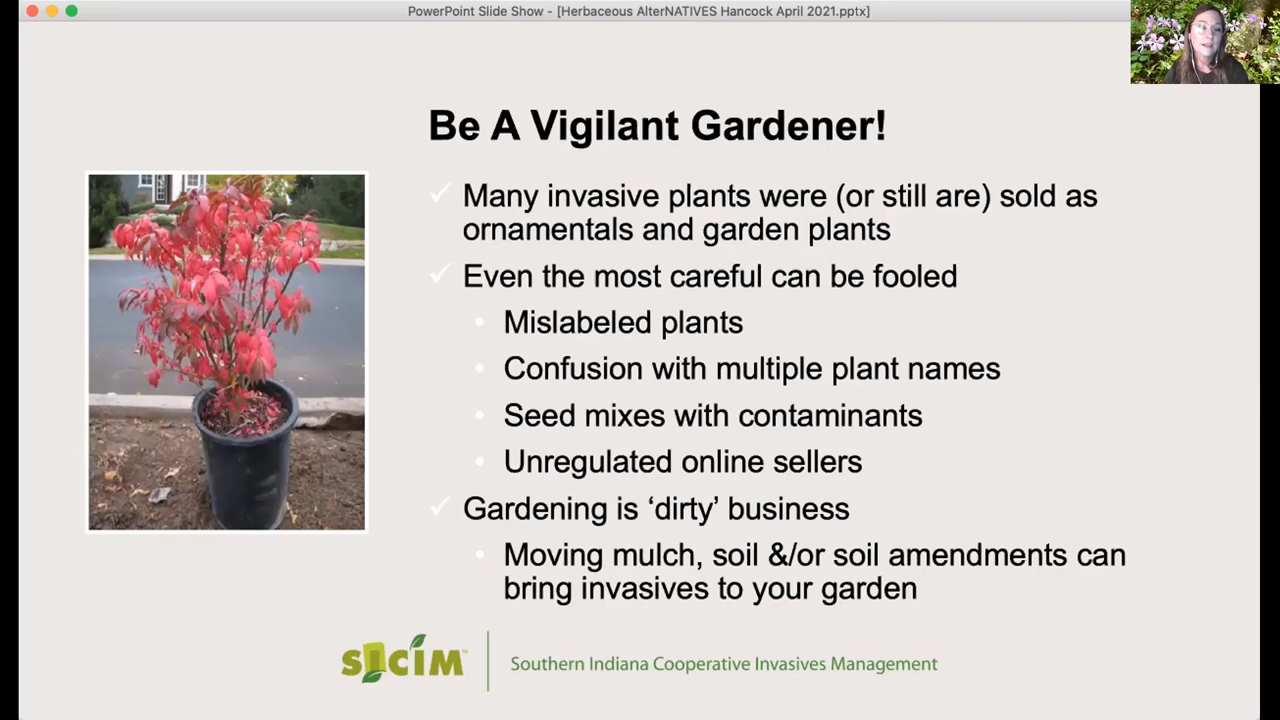 PowerPoint Slide Show - [Herbaceous AlterNATIVES Hancock April 2021.pptx]
Be A Vigilant Gardener!
Many invasive plants were (or still are) sold as
ornamentals and garden plants
Even the most careful can be fooled
Mislabeled plants
Confusion with multiple plant names
Seed mixes with contaminants
Unregulated online sellers
Gardening is ‘dirty’ business
Moving mulch, soil &/or soil amendments can
bring invasives to your garden
SICIM™
Southern Indiana Cooperative Invasives Management